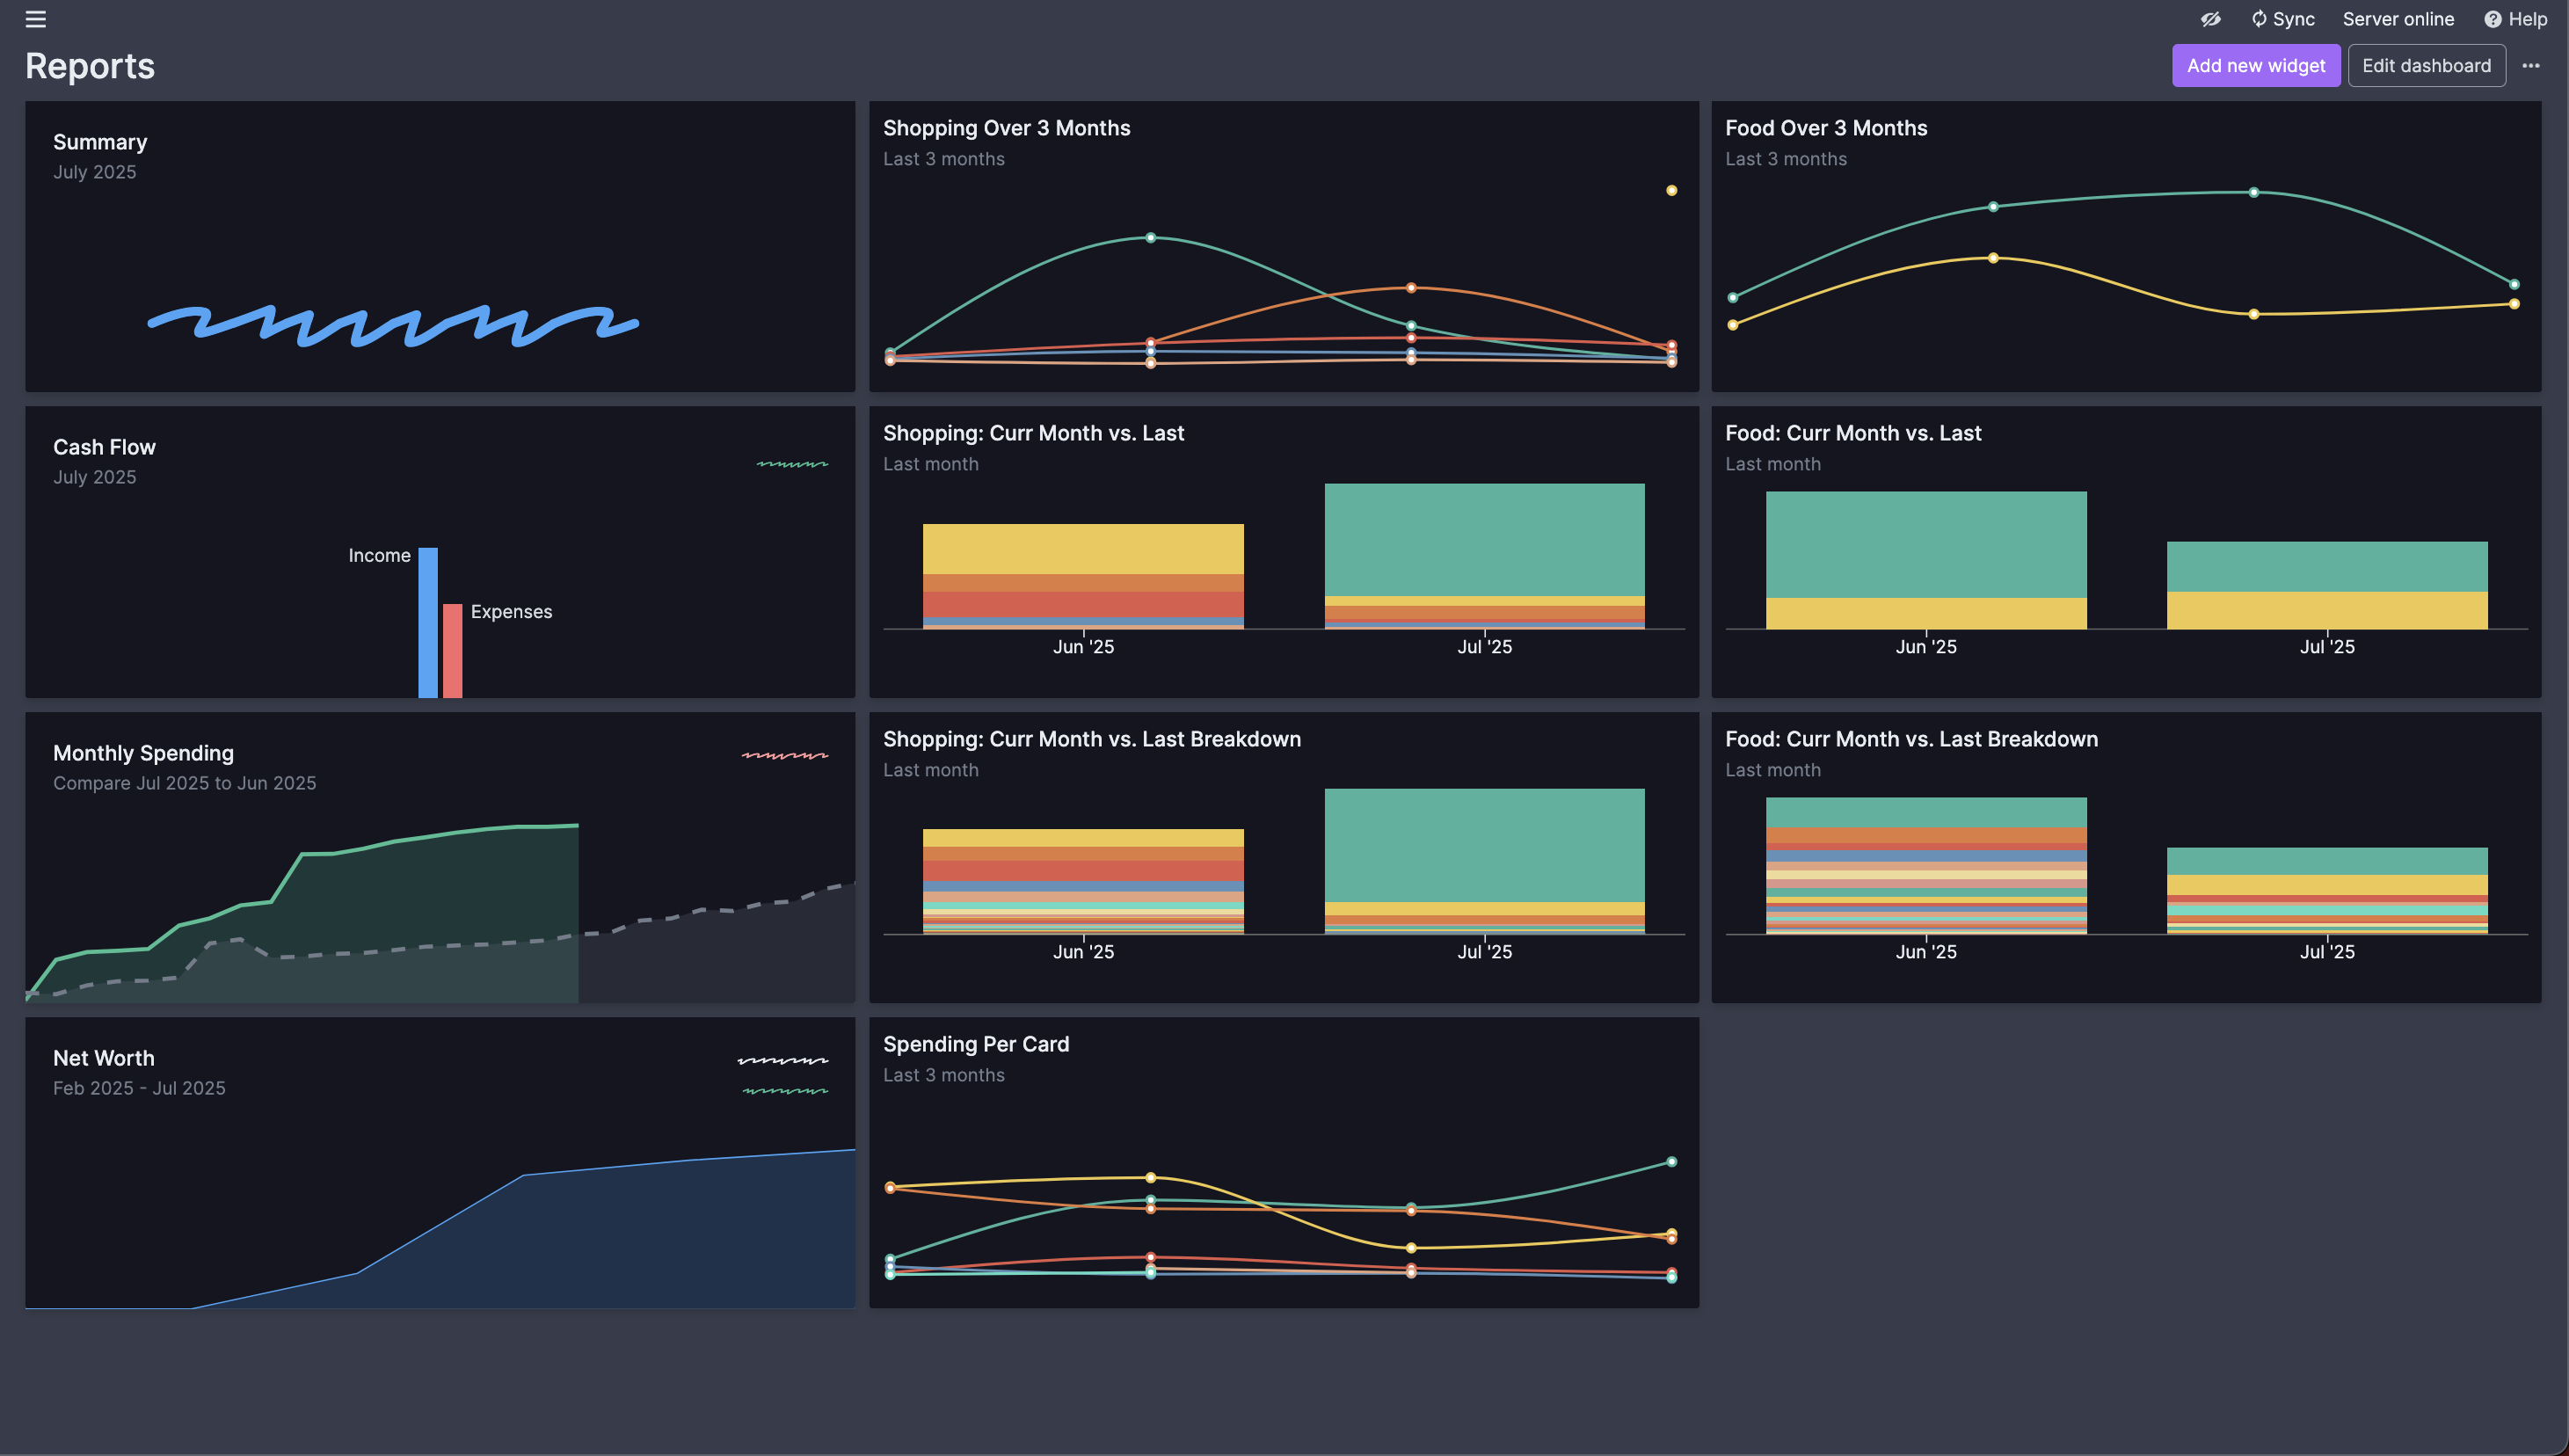 Sync Server online Help
Reports
Add new widget Edit dashboard
Summary
July 2025
Shopping Over 3 Months
Last 3 months
Food Over 3 Months
Last 3 months
Cash Flow
July 2025
Income
Expenses
Shopping: Curr Month vs. Last
Last month
Jun '25 Jul '25
Food: Curr Month vs. Last
Last month
Jun '25 Jul '25
Monthly Spending
Compare Jul 2025 to Jun 2025
Shopping: Curr Month vs. Last Breakdown
Last month
Jun '25 Jul '25
Food: Curr Month vs. Last Breakdown
Last month
Jun '25 Jul '25
Net Worth
Feb 2025 - Jul 2025
Spending Per Card
Last 3 months